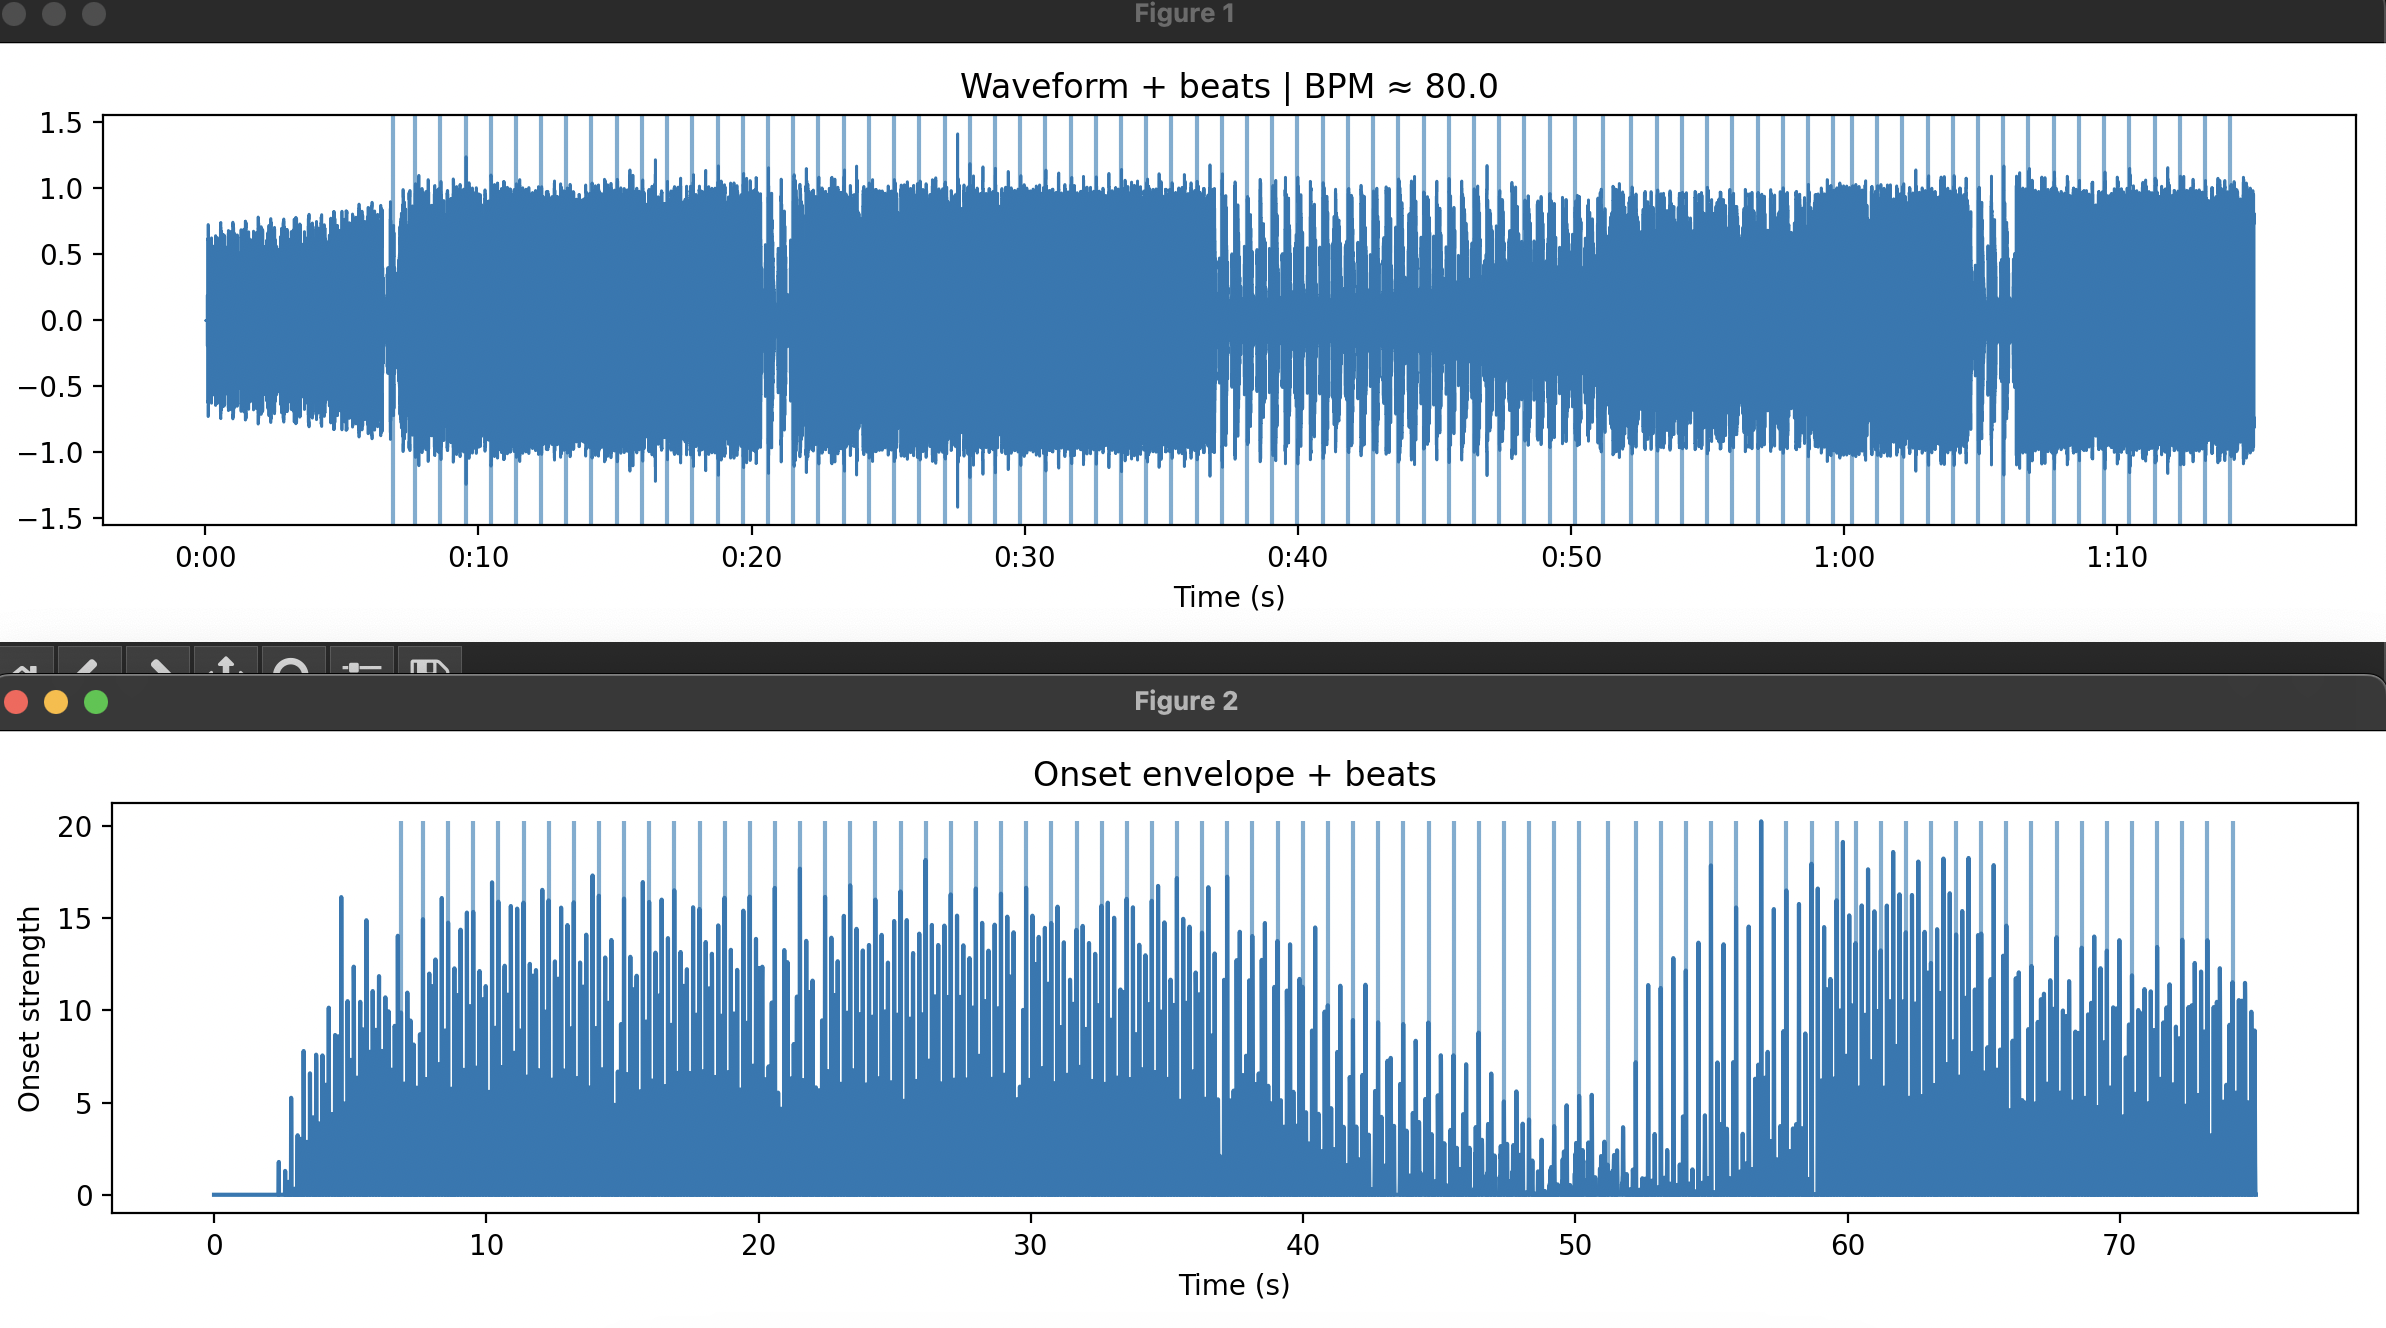 Figure 1
Waveform + beats | BPM ≈ 80.0
1.5
1.0
0.5
0.0
−0.5
−1.0
−1.5
0:00 0:10 0:20 0:30 0:40 0:50 1:00 1:10
Time (s)
Figure 2
Onset envelope + beats
Onset strength
20
15
10
5
0
0 10 20 30 40 50 60 70
Time (s)